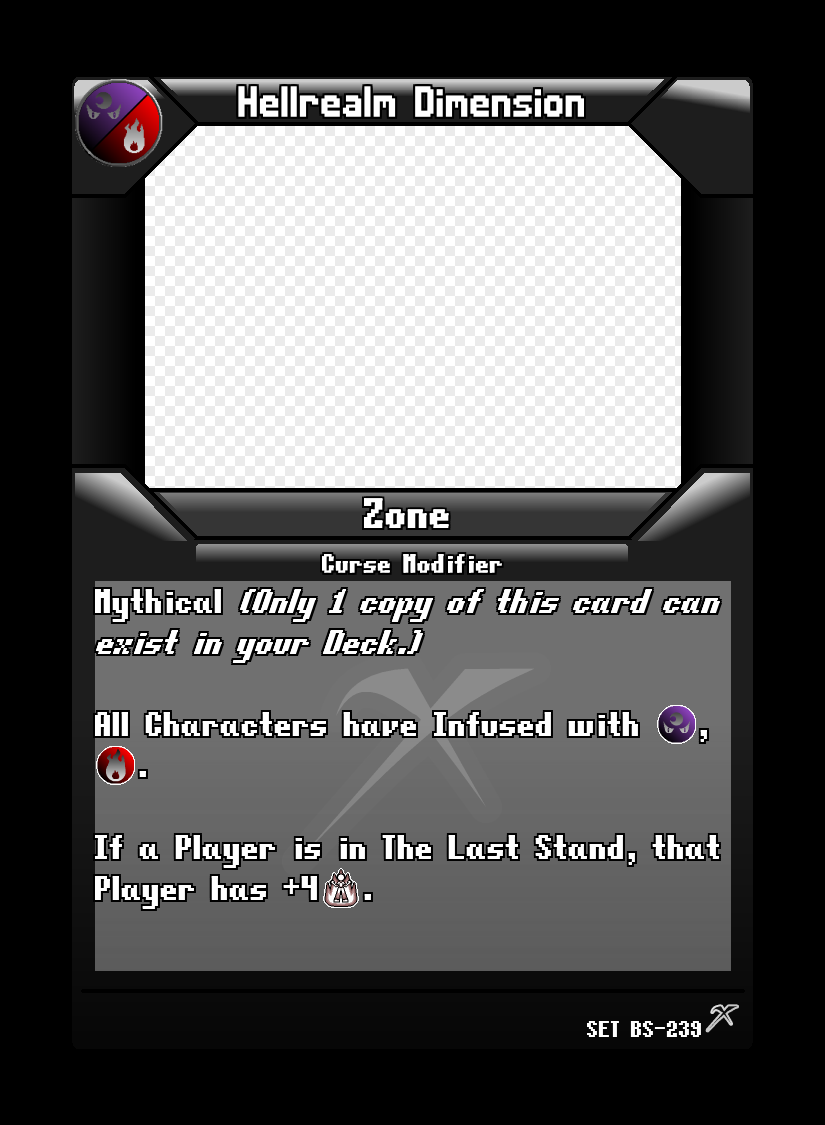 Hellrealm Dimension
Zone
Curse Modifier
Mythical (Only 1 copy of this card can
exist in your Deck.)
All Characters have Infused with ,
.
If a Player is in The Last Stand, that
Player has +4.
SET BS-239